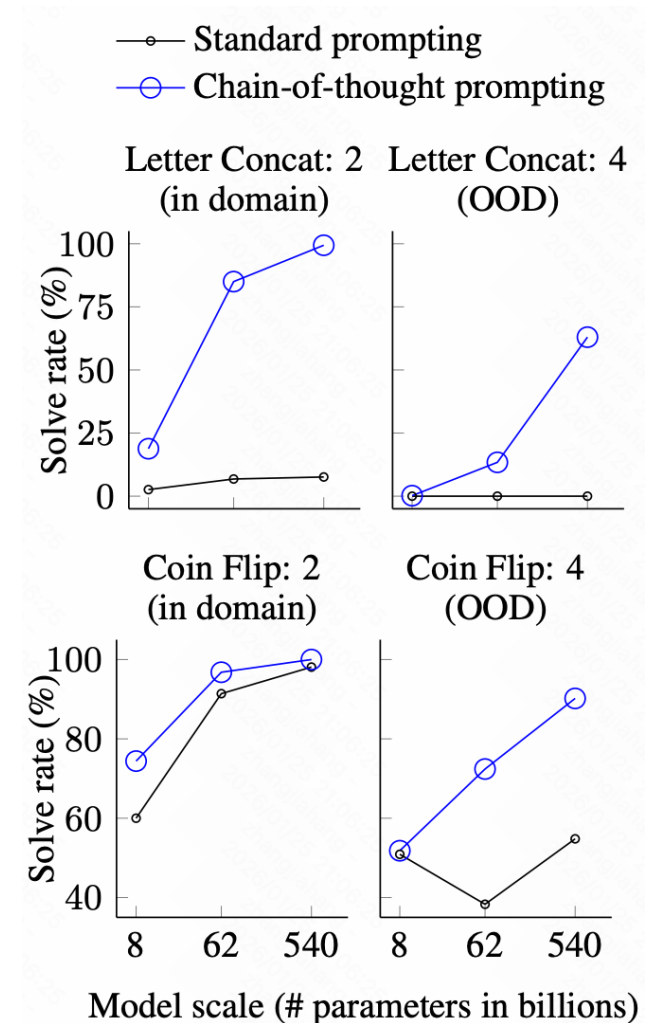 Standard prompting
Chain-of-thought prompting
Letter Concat: 2
(in domain)
Letter Concat: 4
(OOD)
Solve rate (%)
100
75
50
25
0
Coin Flip: 2
(in domain)
Coin Flip: 4
(OOD)
Solve rate (%)
100
80
60
40
8 62 540
8 62 540
Model scale (# parameters in billions)